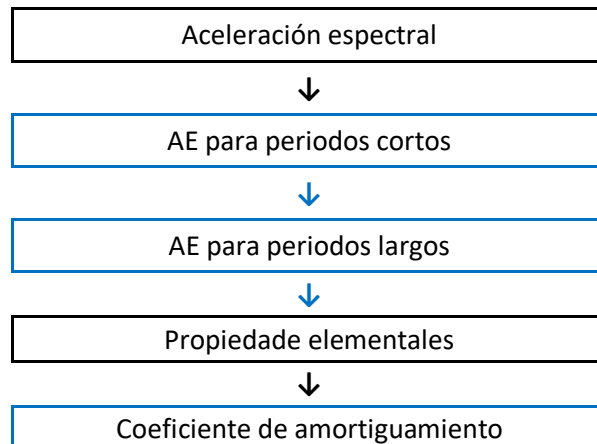 Aceleración espectral
AE para periodos cortos
AE para periodos largos
Propiedade elementales
Coeficiente de amortiguamiento